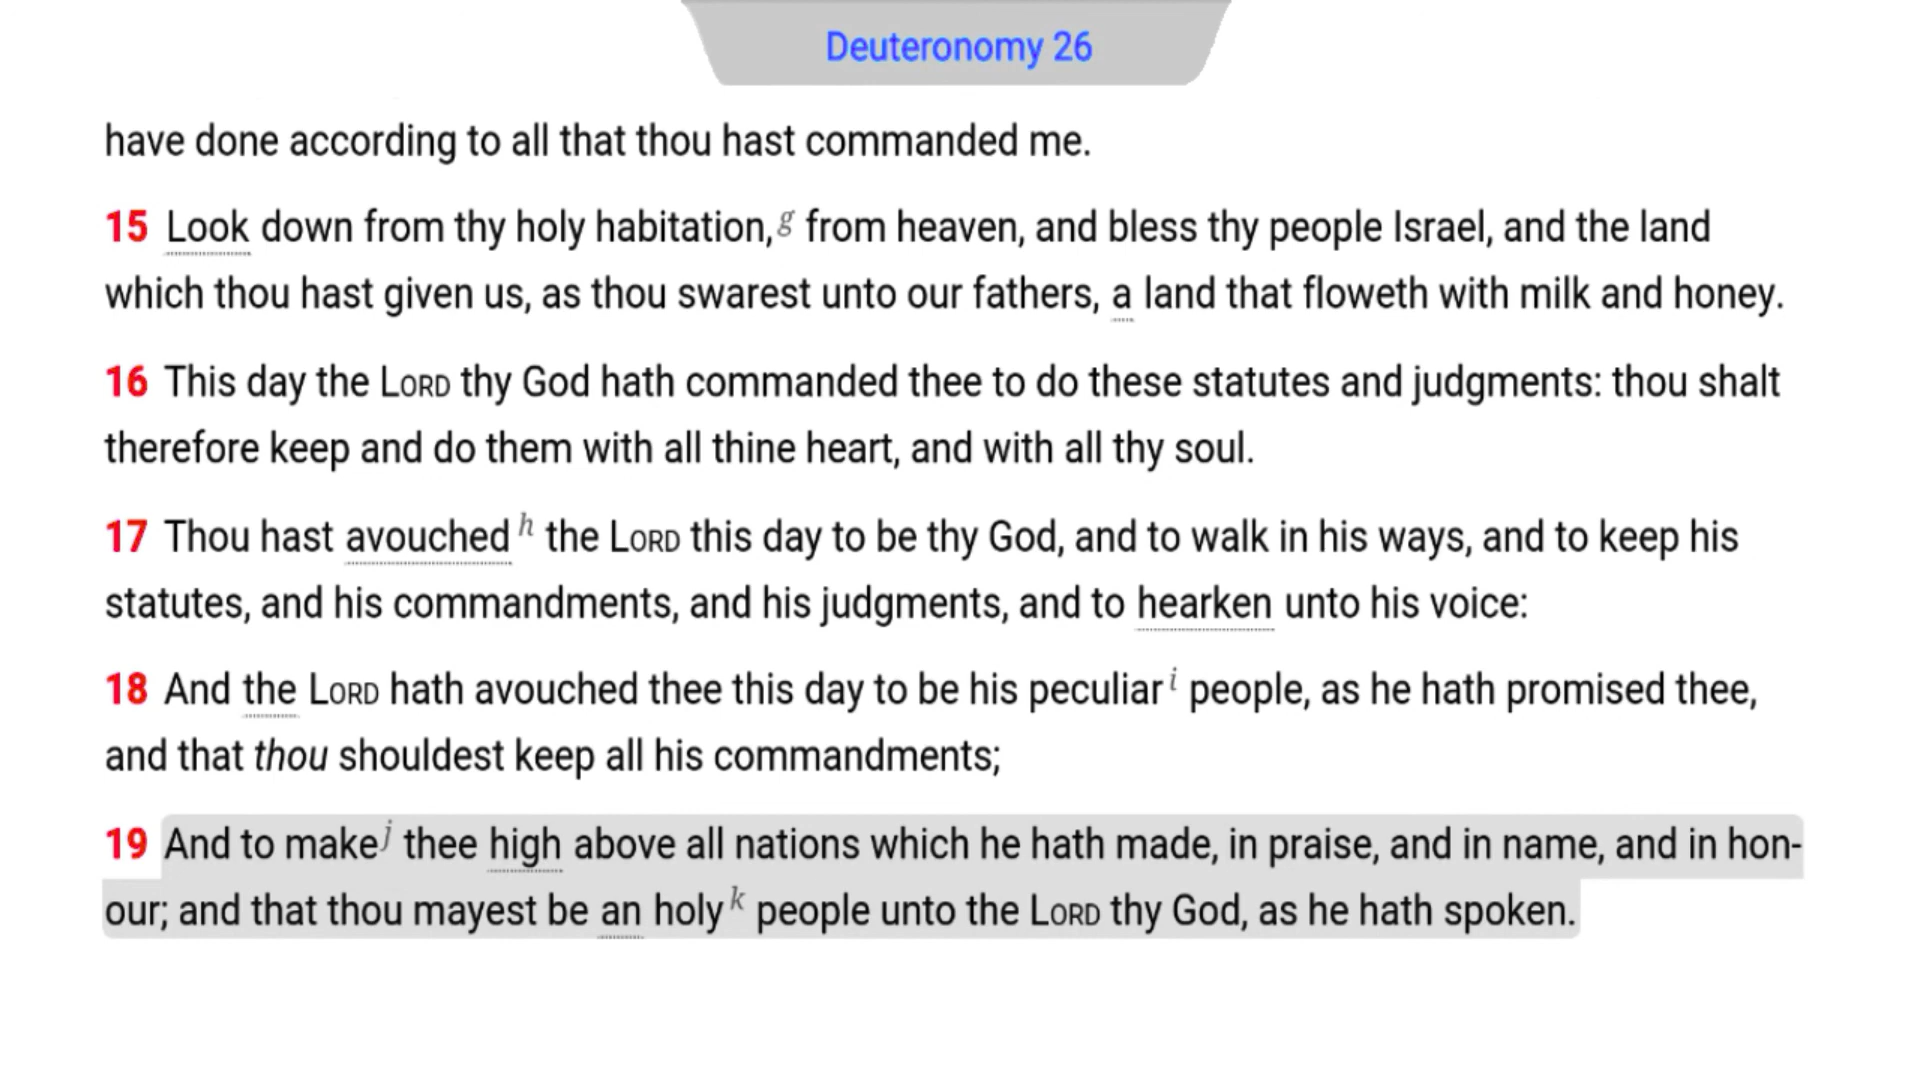 Deuteronomy 26
have done according to all that thou hast commanded me.
15 Look down from thy holy habitation,g from heaven, and bless thy people Israel, and the land
which thou hast given us, as thou swarest unto our fathers, a land that floweth with milk and honey.
16 This day the LORD thy God hath commanded thee to do these statutes and judgments: thou shalt
therefore keep and do them with all thine heart, and with all thy soul.
17 Thou hast avouched h the LORD this day to be thy God, and to walk in his ways, and to keep his
statutes, and his commandments, and his judgments, and to hearken unto his voice:
18 And the LORD hath avouched thee this day to be his peculiar i people, as he hath promised thee,
and that thou shouldest keep all his commandments;
19 And to make j thee high above all nations which he hath made, in praise, and in name, and in hon-
our; and that thou mayest be an holy k people unto the LORD thy God, as he hath spoken.